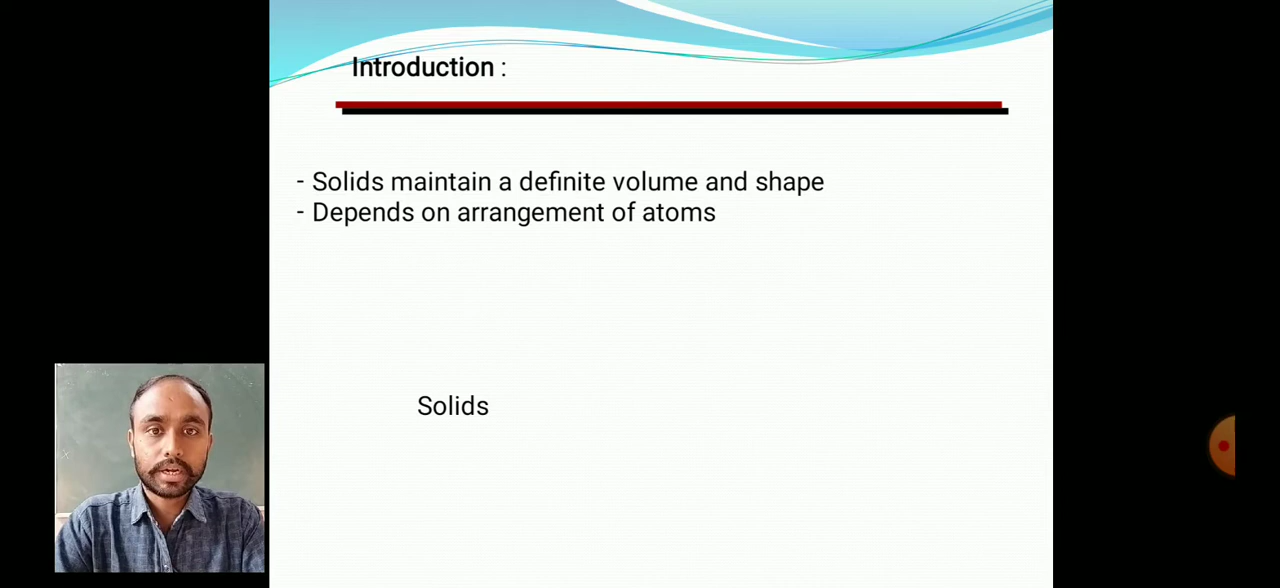 Introduction :
- Solids maintain a definite volume and shape
- Depends on arrangement of atoms
Solids